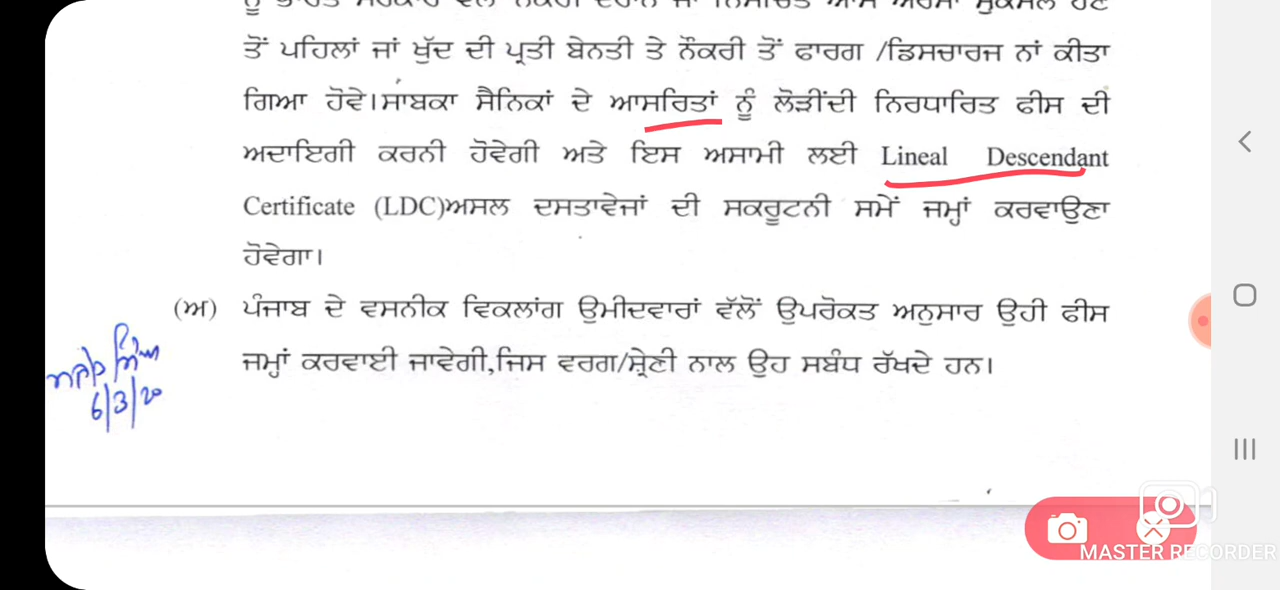 ਤੋਂ ਪਹਿਲਾਂ ਜਾਂ ਖੁੱਦ ਦੀ ਪ੍ਰਤੀ ਬੇਨਤੀ ਤੇ ਨੌਕਰੀ ਤੋਂ ਫਾਰਗ /ਡਿਸਚਾਰਜ ਨਾਂ ਕੀਤਾ
ਗਿਆ ਹੋਵੇ।ਸਾਬਕਾ ਸੈਨਿਕਾਂ ਦੇ ਆਸਰਿਤਾਂ ਨੂੰ ਲੋੜੀਂਦੀ ਨਿਰਧਾਰਿਤ ਫੀਸ ਦੀ
ਅਦਾਇਗੀ ਕਰਨੀ ਹੋਵੇਗੀ ਅਤੇ ਇਸ ਅਸਾਮੀ ਲਈ Lineal Descendant
Certificate (LDC)ਅਸਲ ਦਸਤਾਵੇਜਾਂ ਦੀ ਸਕਰੂਟਨੀ ਸਮੇਂ ਜਮ੍ਹਾਂ ਕਰਵਾਉਣਾ
ਹੋਵੇਗਾ।
(ਅ) ਪੰਜਾਬ ਦੇ ਵਸਨੀਕ ਵਿਕਲਾਂਗ ਉਮੀਦਵਾਰਾਂ ਵੱਲੋਂ ਉਪਰੋਕਤ ਅਨੁਸਾਰ ਉਹੀ ਫੀਸ
ਜਮ੍ਹਾਂ ਕਰਵਾਈ ਜਾਵੇਗੀ,ਜਿਸ ਵਰਗ/ਸ਼੍ਰੇਣੀ ਨਾਲ ਉਹ ਸਬੰਧ ਰੱਖਦੇ ਹਨ।
6/3/20
MASTER RECORDER